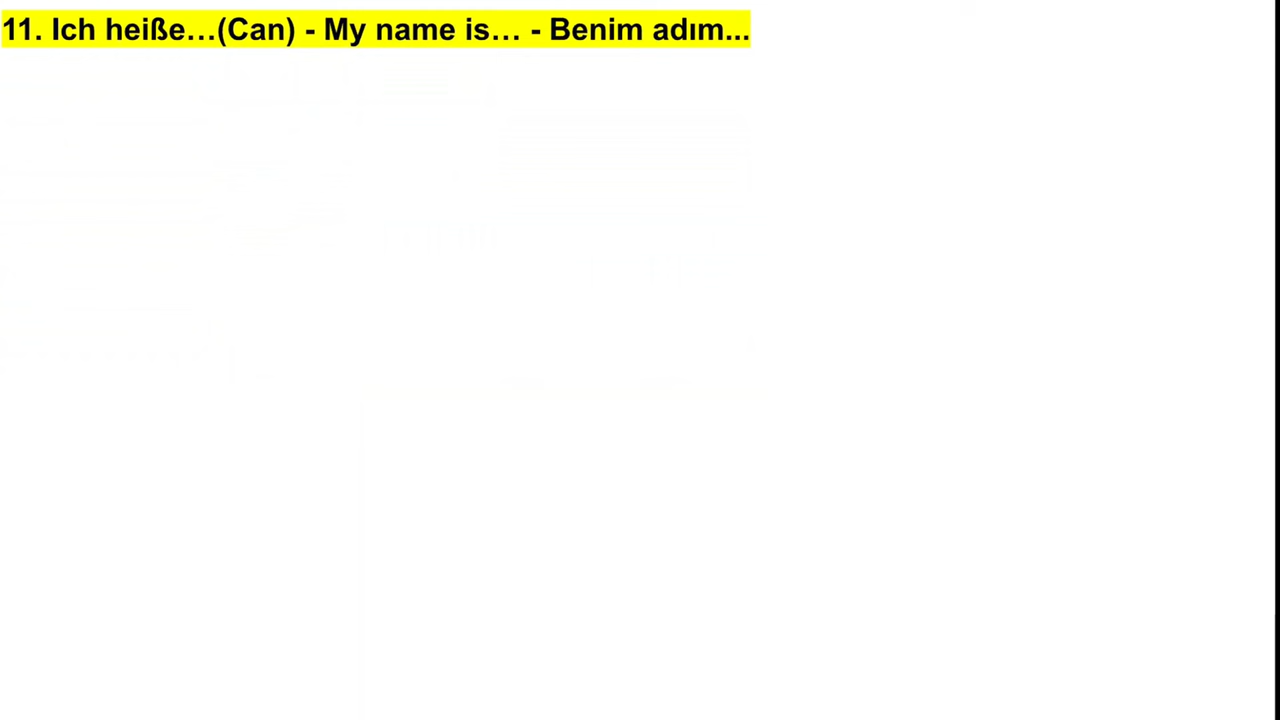 11. Ich heiße…(Can) - My name is… - Benim adım...